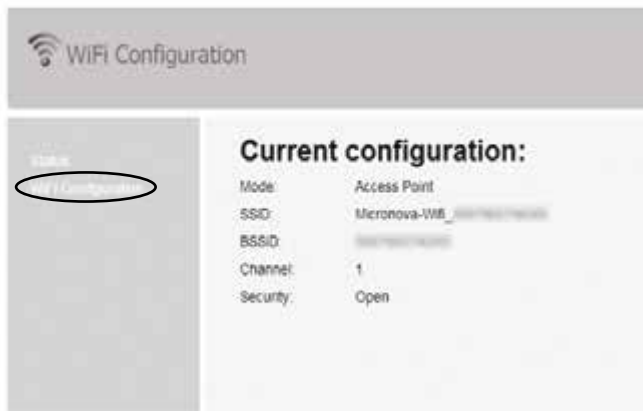 WiFi Configuration
Status
WiFi Configuration
Current configuration:
Mode: Access Point
SSID: Micronova-Wifi_
BSSID:
Channel: 1
Security: Open